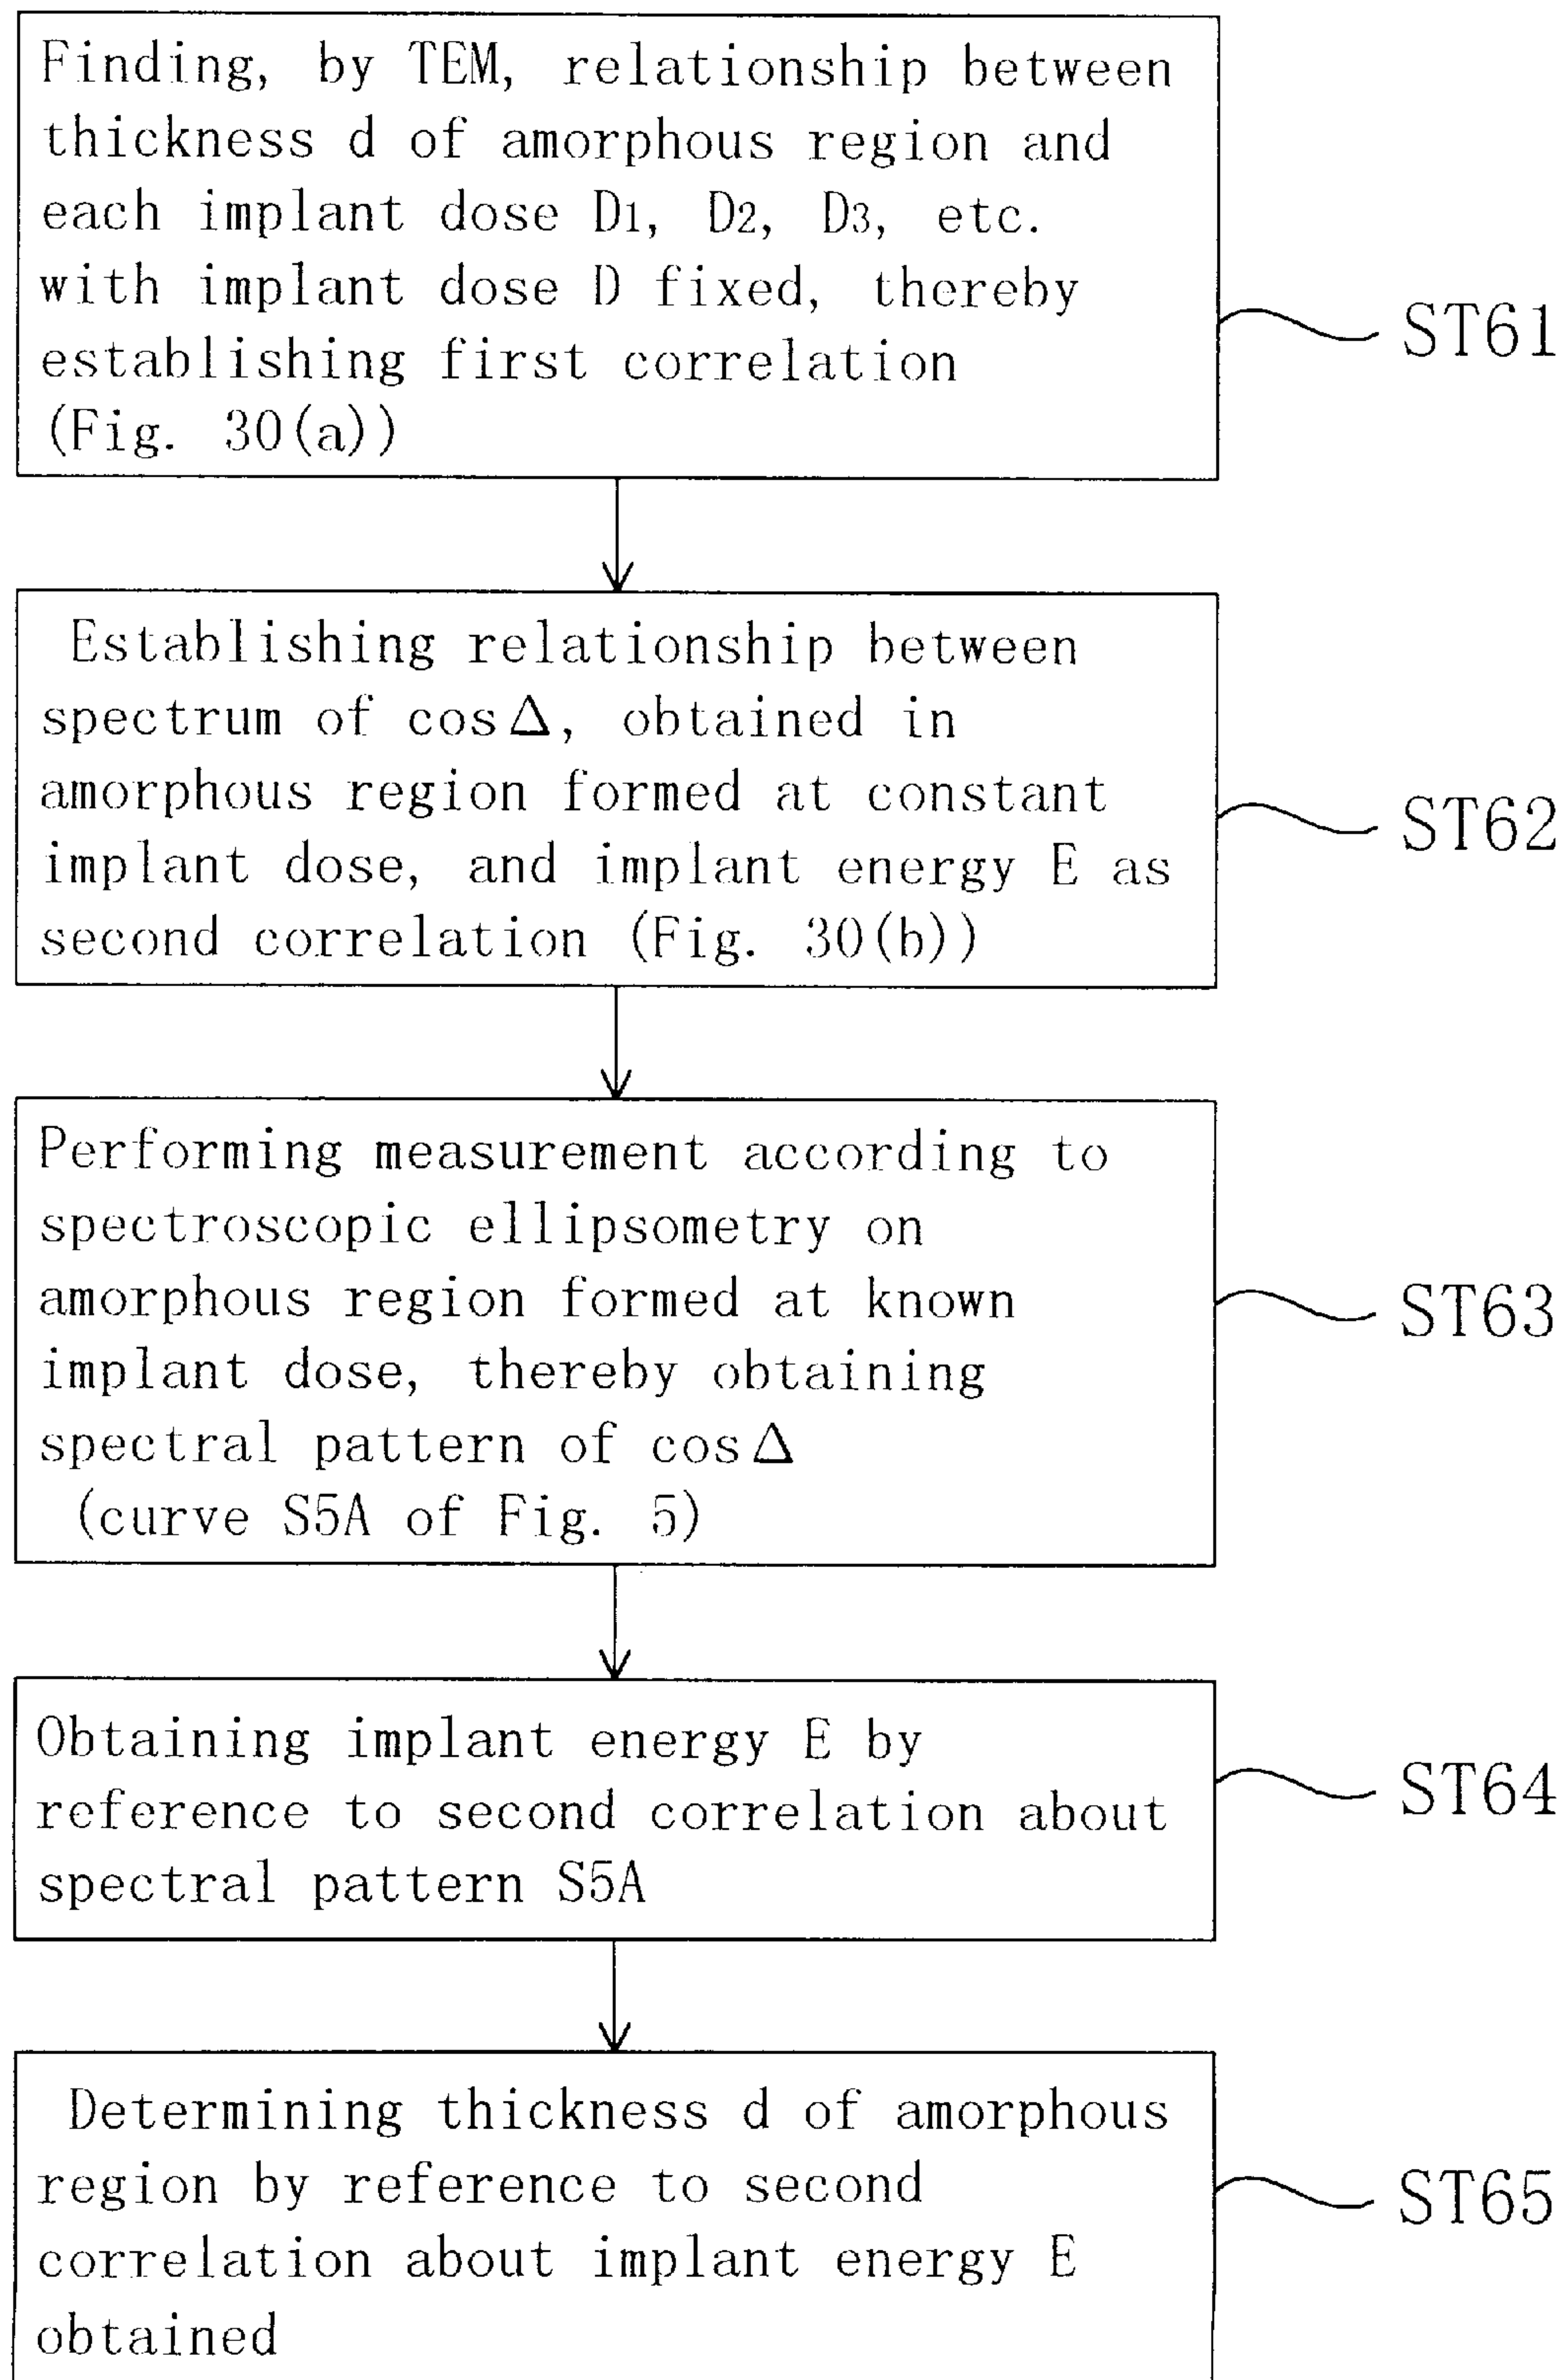 Finding, by TEM, relationship between
thickness d of amorphous region and
each implant dose D1, D2, D3, etc.
with implant dose D fixed, thereby
establishing first correlation
(Fig. 30(a))
ST61
Establishing relationship between
spectrum of cosΔ, obtained in
amorphous region formed at constant
implant dose, and implant energy E as
second correlation (Fig. 30(b))
ST62
Performing measurement according to
spectroscopic ellipsometry on
amorphous region formed at known
implant dose, thereby obtaining
spectral pattern of cosΔ
(curve S5A of Fig. 5)
ST63
Obtaining implant energy E by
reference to second correlation about
spectral pattern S5A
ST64
Determining thickness d of amorphous
region by reference to second
correlation about implant energy E
obtained
ST65